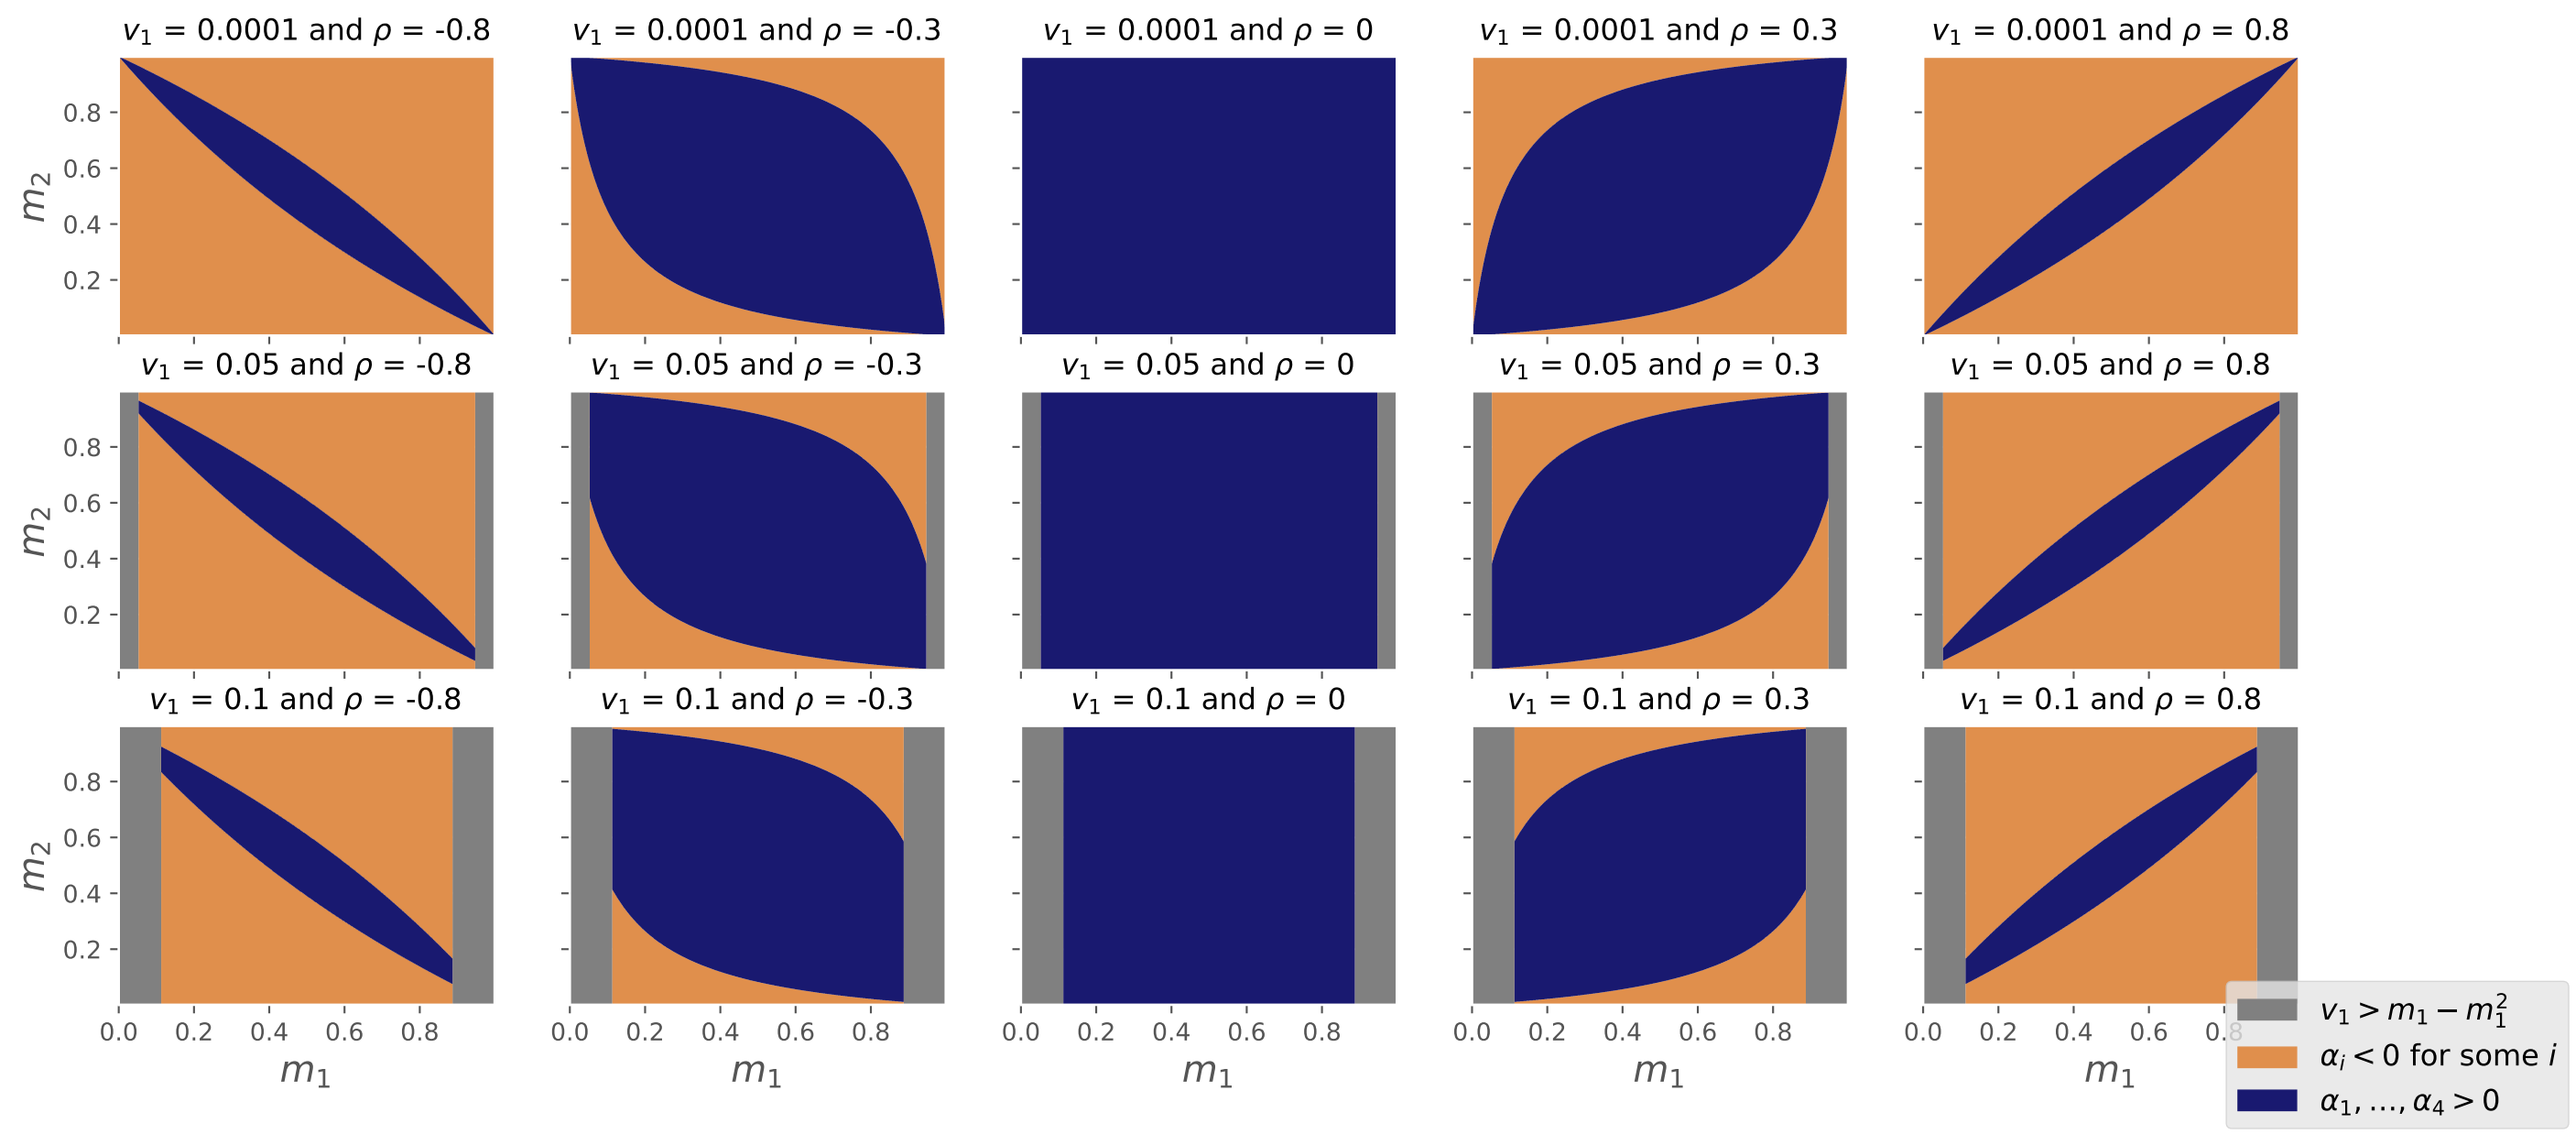 v₁ = 0.0001 and ρ = -0.8 v₁ = 0.0001 and ρ = -0.3 v₁ = 0.0001 and ρ = 0 v₁ = 0.0001 and ρ = 0.3 v₁ = 0.0001 and ρ = 0.8
0.8
0.6
m₂
0.4
0.2
v₁ = 0.05 and ρ = -0.8 v₁ = 0.05 and ρ = -0.3 v₁ = 0.05 and ρ = 0 v₁ = 0.05 and ρ = 0.3 v₁ = 0.05 and ρ = 0.8
0.8
0.6
m₂
0.4
0.2
v₁ = 0.1 and ρ = -0.8 v₁ = 0.1 and ρ = -0.3 v₁ = 0.1 and ρ = 0 v₁ = 0.1 and ρ = 0.3 v₁ = 0.1 and ρ = 0.8
0.8
0.6
m₂
0.4
0.2
0.0 0.2 0.4 0.6 0.8 0.0 0.2 0.4 0.6 0.8 0.0 0.2 0.4 0.6 0.8 0.0 0.2 0.4 0.6 0.8 0.0 0.2 0.4 0.6 0.8
m₁ m₁ m₁ m₁ m₁
v₁ > m₁ − m₁²
αᵢ < 0 for some i
α₁, ..., α₄ > 0